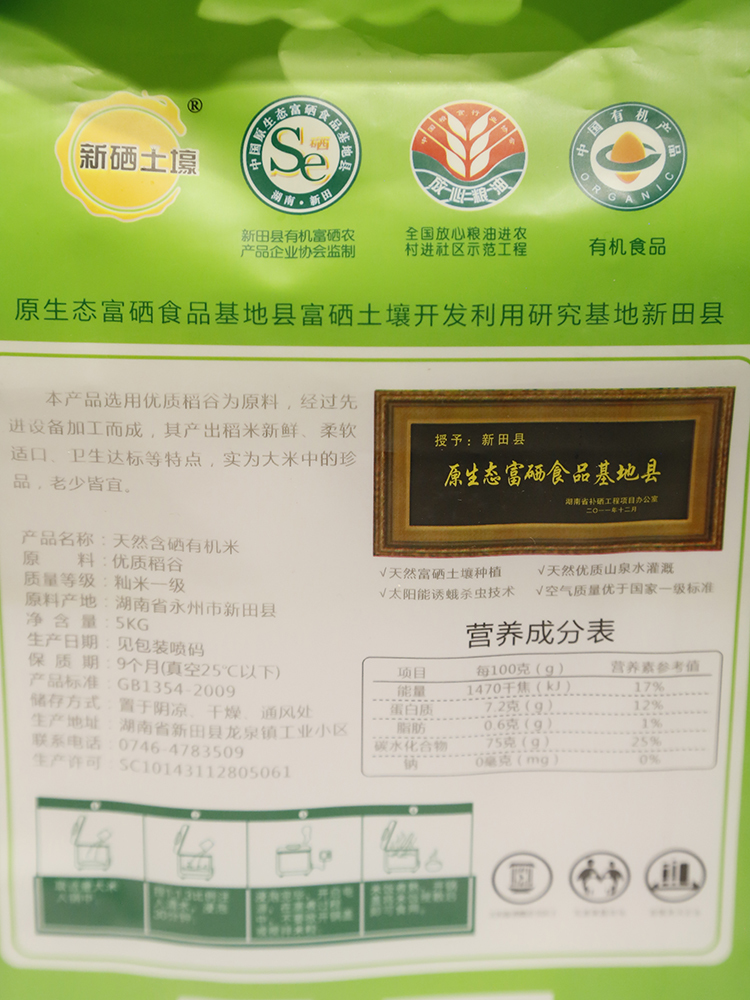 新硒土壕®
中国原生态富硒食品基地县
Se
硒
湖南·新田
新田县有机富硒农
产品企业协会监制
放心粮油
全国放心粮油进农
村进社区示范工程
中国有机产品
ORGANIC
有机食品
原生态富硒食品基地县富硒土壤开发利用研究基地新田县
本产品选用优质稻谷为原料，经过先
进设备加工而成，其产出稻米新鲜、柔软
适口、卫生达标等特点，实为大米中的珍
品，老少皆宜。
授予：新田县
原生态富硒食品基地县
湖南省补硒工程项目办公室
二〇一一年十二月
√天然富硒土壤种植 √天然优质山泉水灌溉
√太阳能诱蛾杀虫技术 √空气质量优于国家一级标准
产品名称：天然含硒有机米
原 料：优质稻谷
质量等级：籼米一级
原料产地：湖南省永州市新田县
净 含 量：5KG
生产日期：见包装喷码
保 质 期：9个月(真空25℃以下)
产品标准：GB1354-2009
储存方式：置于阴凉、干燥、通风处
生产地址：湖南省新田县龙泉镇工业小区
联系电话：0746-4783509
生产许可：SC10143112805061
营养成分表
项目 每100克（g） 营养素参考值
能量 1470千焦（kJ） 17%
蛋白质 7.2克（g） 12%
脂肪 0.6克（g） 1%
碳水化合物 75克（g） 25%
钠 0毫克（mg） 0%